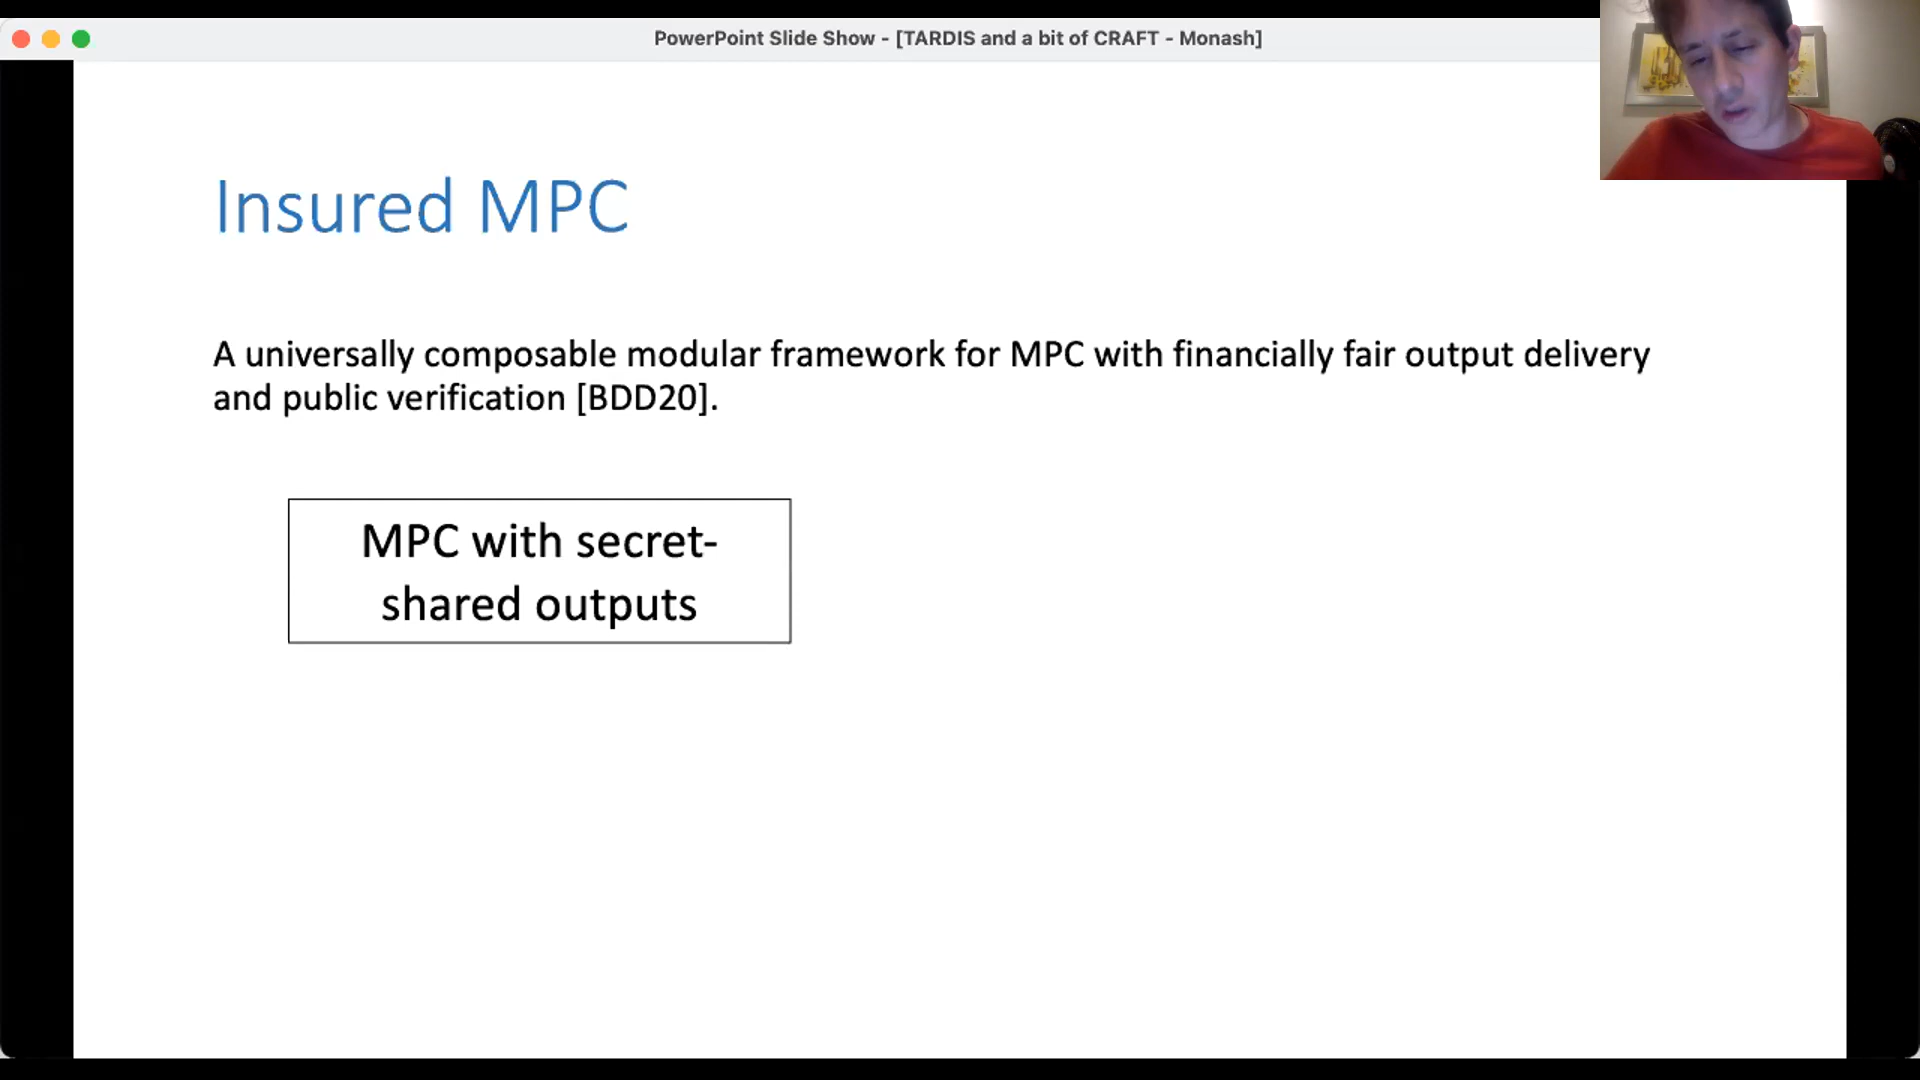 PowerPoint Slide Show - [TARDIS and a bit of CRAFT - Monash]
Insured MPC
A universally composable modular framework for MPC with financially fair output delivery
and public verification [BDD20].
MPC with secret-
shared outputs